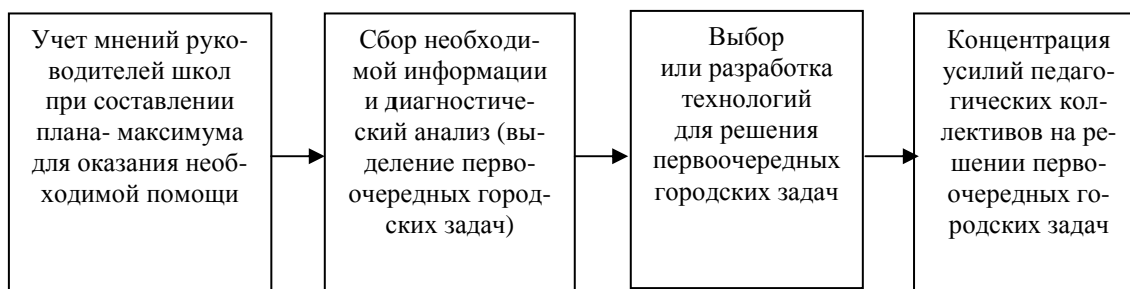 Учет мнений руко-
водителей школ
при составлении
плана- максимума
для оказания необ-
ходимой помощи
Сбор необходи-
мой информации
и диагностиче-
ский анализ (вы-
деление перво-
очередных город-
ских задач)
Выбор
или разработка
технологий
для решения
первоочередных
городских задач
Концентрация
усилий педаго-
гических кол-
лективов на ре-
шении перво-
очередных го-
родских задач